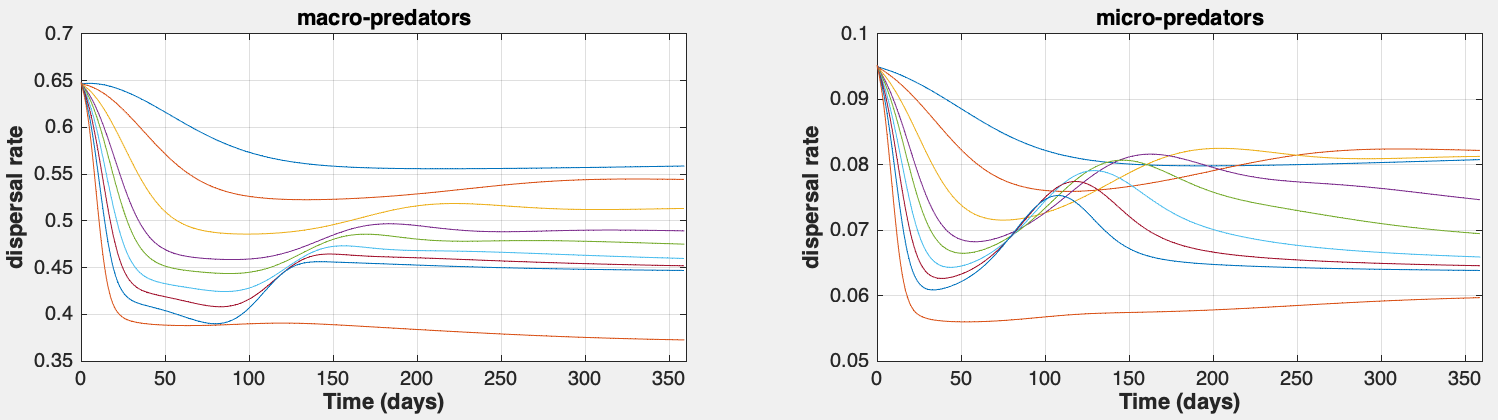 macro-predators
0.7
0.65
0.6
0.55
0.5
0.45
0.4
0.35
dispersal rate
0 50 100 150 200 250 300 350
Time (days)
micro-predators
0.1
0.09
0.08
0.07
0.06
0.05
dispersal rate
0 50 100 150 200 250 300 350
Time (days)